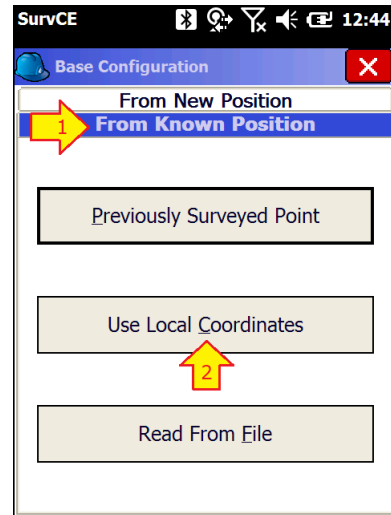 SurvCE 12:44
Base Configuration
From New Position
1 From Known Position
Previously Surveyed Point
Use Local Coordinates
2
Read From File